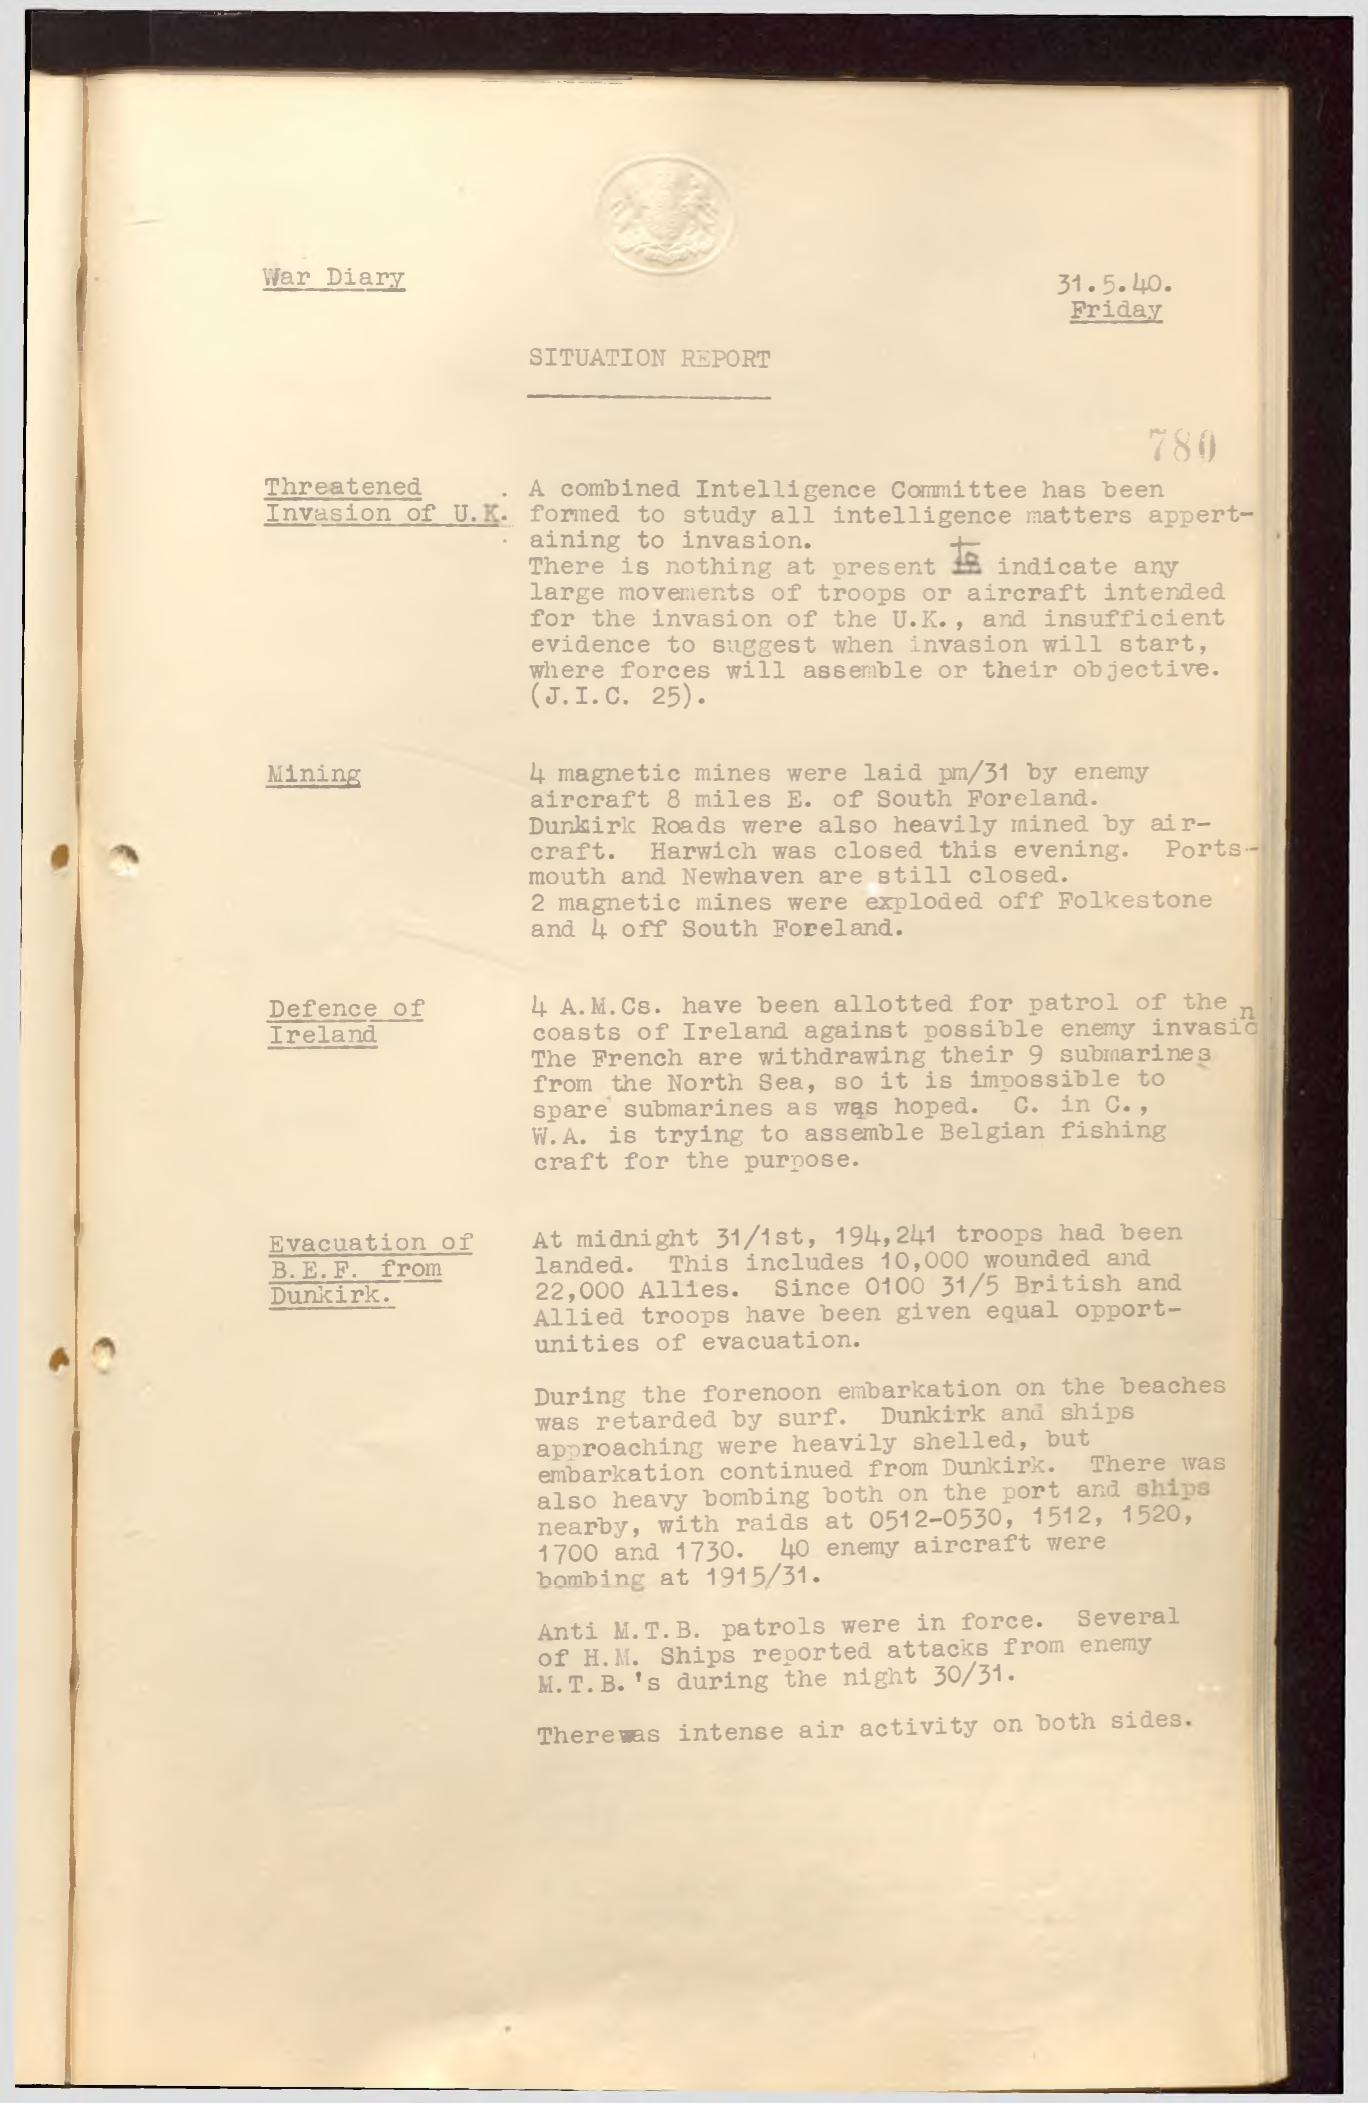 War Diary
31.5.40.
Friday
SITUATION REPORT
780
Threatened
Invasion of U.K.
A combined Intelligence Committee has been
formed to study all intelligence matters appert-
aining to invasion.
There is nothing at present to indicate any
large movements of troops or aircraft intended
for the invasion of the U.K., and insufficient
evidence to suggest when invasion will start,
where forces will assemble or their objective.
(J.I.C. 25).
Mining
4 magnetic mines were laid pm/31 by enemy
aircraft 8 miles E. of South Foreland.
Dunkirk Roads were also heavily mined by air-
craft. Harwich was closed this evening. Ports-
mouth and Newhaven are still closed.
2 magnetic mines were exploded off Folkestone
and 4 off South Foreland.
Defence of
Ireland
4 A.M.Cs. have been allotted for patrol of the
coasts of Ireland against possible enemy invasion
The French are withdrawing their 9 submarines
from the North Sea, so it is impossible to
spare submarines as was hoped. C. in C.,
W.A. is trying to assemble Belgian fishing
craft for the purpose.
Evacuation of
B.E.F. from
Dunkirk.
At midnight 31/1st, 194,241 troops had been
landed. This includes 10,000 wounded and
22,000 Allies. Since 0100 31/5 British and
Allied troops have been given equal opport-
unities of evacuation.
During the forenoon embarkation on the beaches
was retarded by surf. Dunkirk and ships
approaching were heavily shelled, but
embarkation continued from Dunkirk. There was
also heavy bombing both on the port and ships
nearby, with raids at 0512-0530, 1512, 1520,
1700 and 1730. 40 enemy aircraft were
bombing at 1915/31.
Anti M.T.B. patrols were in force. Several
of H.M. Ships reported attacks from enemy
M.T.B.'s during the night 30/31.
Therewas intense air activity on both sides.